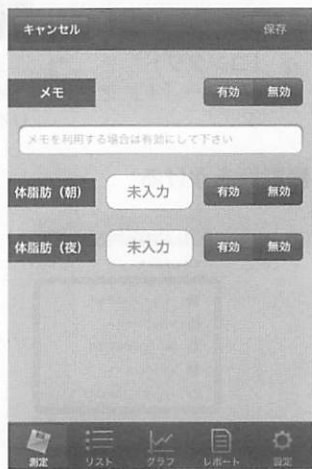 キャンセル 保存
メモ 有効 無効
メモを利用する場合は有効にして下さい
体脂肪（朝） 未入力 有効 無効
体脂肪（夜） 未入力 有効 無効
測定 リスト グラフ レポート 設定